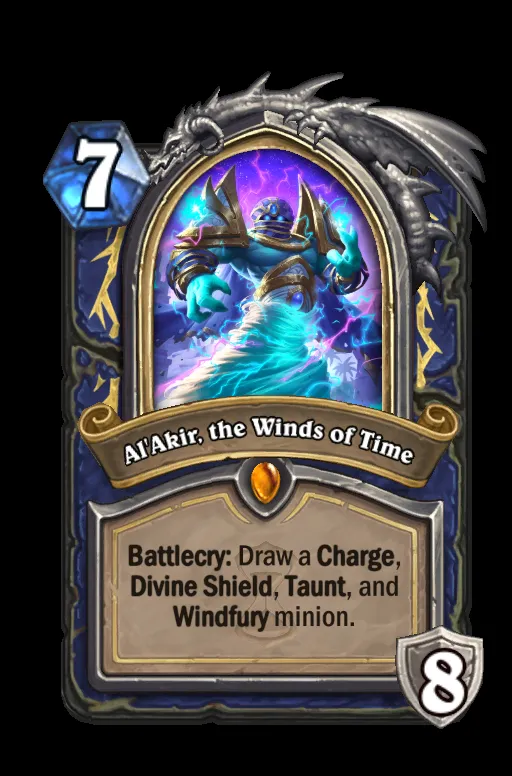 7
Al'Akir, the Winds of Time
Battlecry: Draw a Charge,
Divine Shield, Taunt, and
Windfury minion.
8